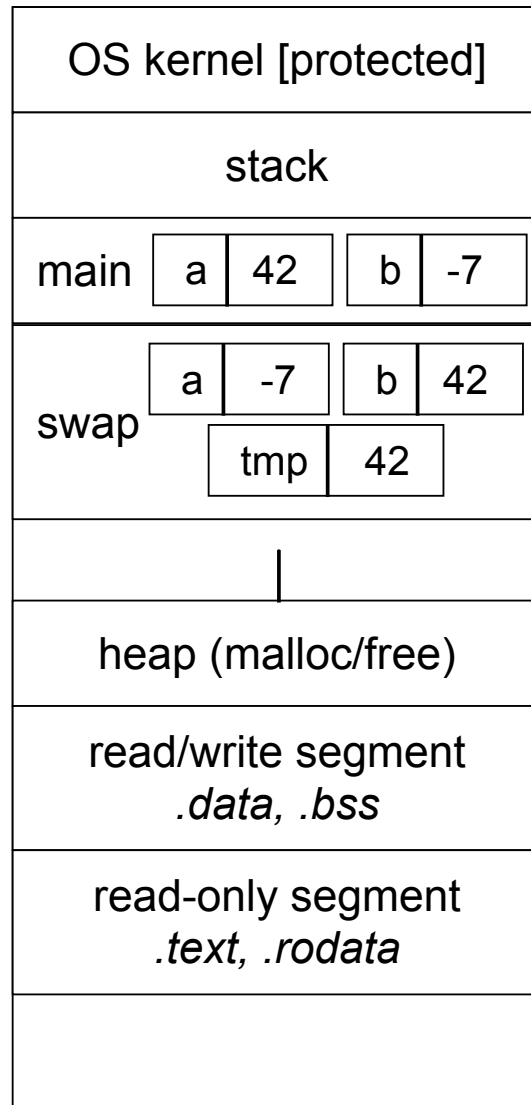 OS kernel [protected]
stack
main a 42 b -7
a -7 b 42
swap
tmp 42
heap (malloc/free)
read/write segment
.data, .bss
read-only segment
.text, .rodata